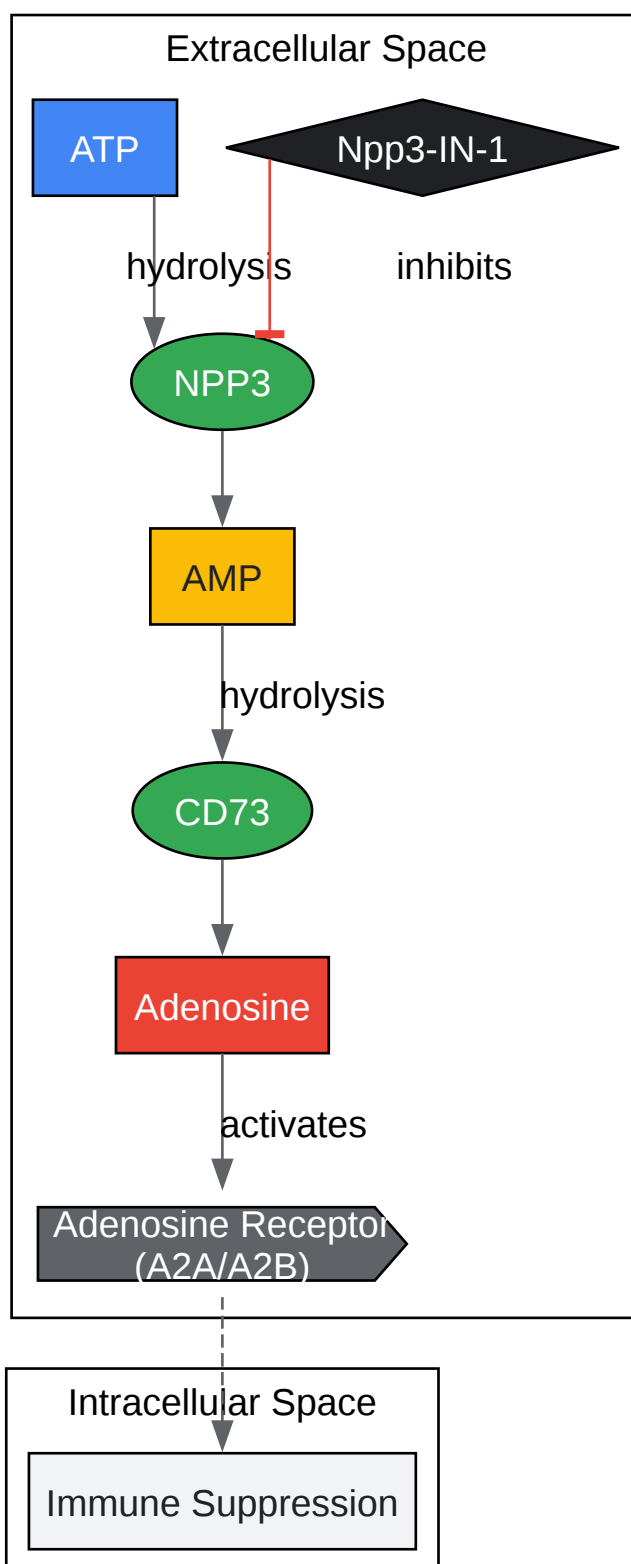 Extracellular Space
ATP
Npp3-IN-1
hydrolysis
inhibits
NPP3
AMP
hydrolysis
CD73
Adenosine
activates
Adenosine Receptor
(A2A/A2B)
Intracellular Space
Immune Suppression